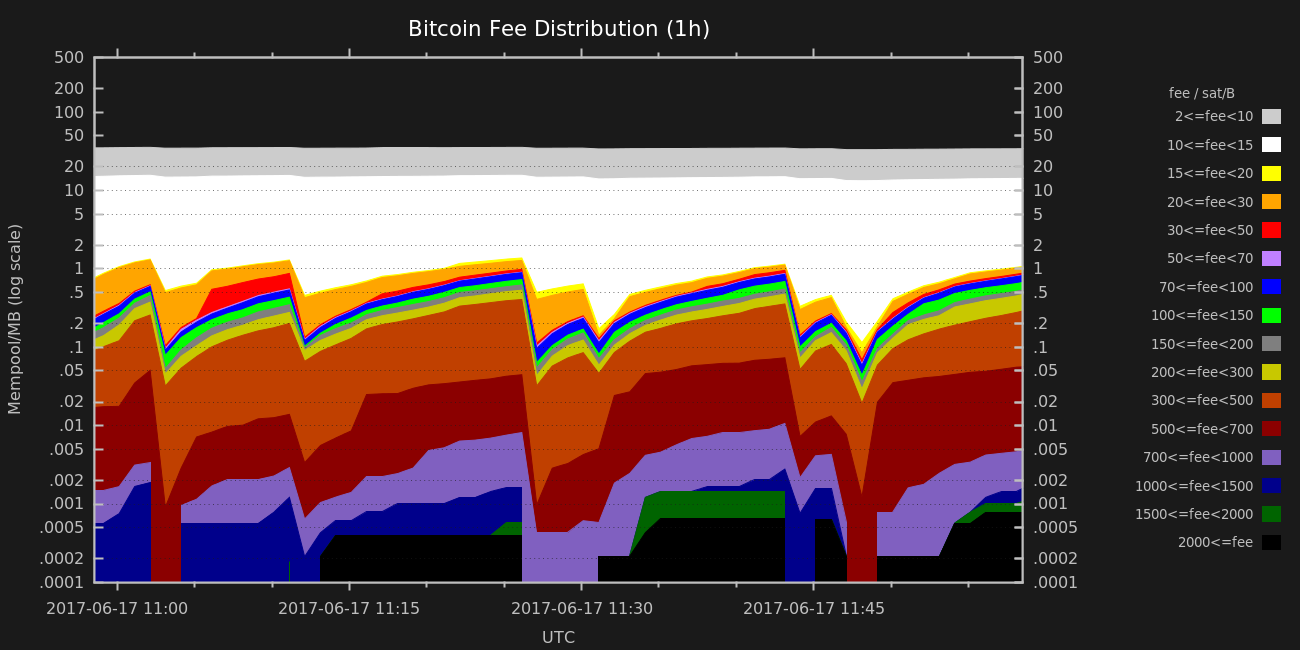 Bitcoin Fee Distribution (1h)
500
200
100
50
20
10
5
2
1
.5
.2
.1
.05
.02
.01
.005
.002
.001
.0005
.0002
.0001
Mempool/MB (log scale)
500
200
100
50
20
10
5
2
1
.5
.2
.1
.05
.02
.01
.005
.002
.001
.0005
.0002
.0001
2017-06-17 11:00
2017-06-17 11:15
2017-06-17 11:30
2017-06-17 11:45
UTC
fee / sat/B
2<=fee<10
10<=fee<15
15<=fee<20
20<=fee<30
30<=fee<50
50<=fee<70
70<=fee<100
100<=fee<150
150<=fee<200
200<=fee<300
300<=fee<500
500<=fee<700
700<=fee<1000
1000<=fee<1500
1500<=fee<2000
2000<=fee